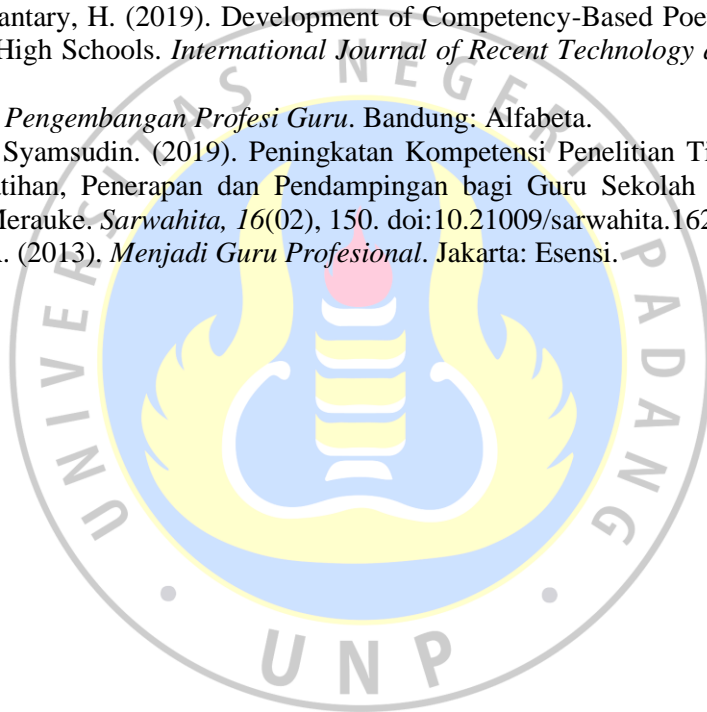 antary, H. (2019). Development of Competency-Based Poe
High Schools. International Journal of Recent Technology
Pengembangan Profesi Guru. Bandung: Alfabeta.
Syamsudin. (2019). Peningkatan Kompetensi Penelitian Ti
tihan, Penerapan dan Pendampingan bagi Guru Sekolah
Merauke. Sarwahita, 16(02), 150. doi:10.21009/sarwahita.162
(2013). Menjadi Guru Profesional. Jakarta: Esensi.
UNIVERSITAS NEGERI PADANG
UNP